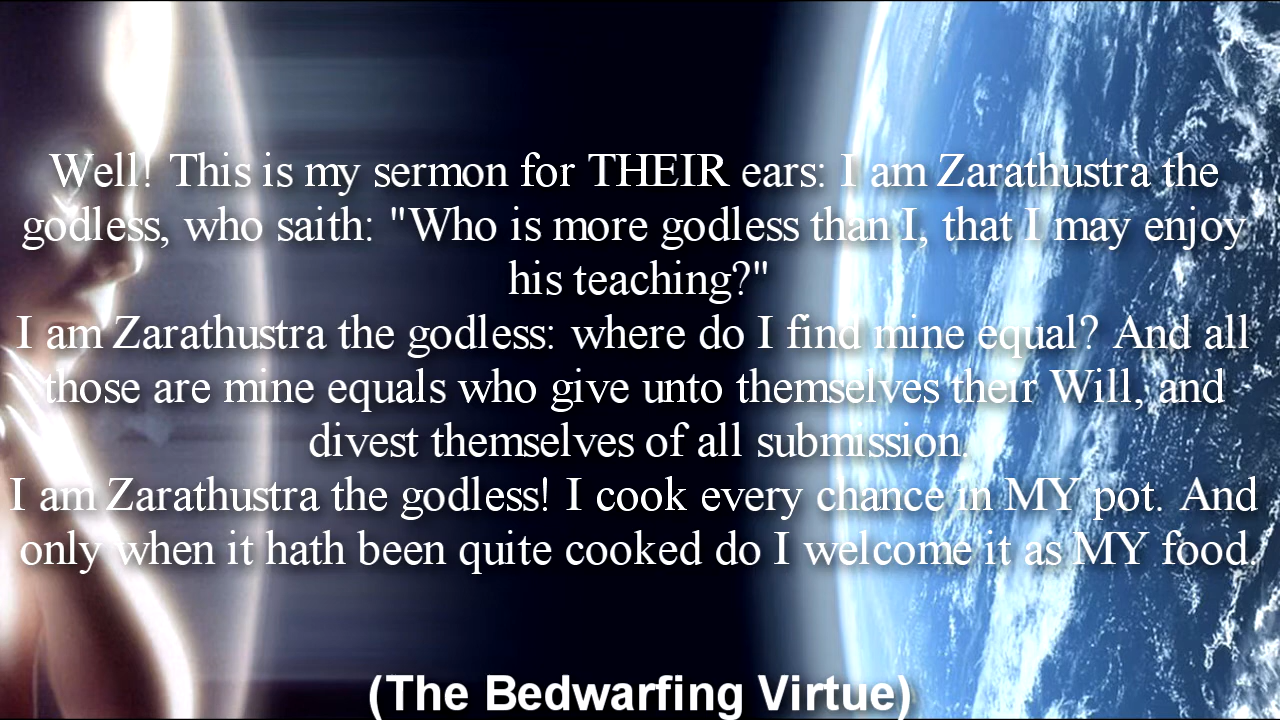 Well! This is my sermon for THEIR ears: I am Zarathustra the
godless, who saith: "Who is more godless than I, that I may enjoy
his teaching?"
I am Zarathustra the godless: where do I find mine equal? And all
those are mine equals who give unto themselves their Will, and
divest themselves of all submission.
I am Zarathustra the godless! I cook every chance in MY pot. And
only when it hath been quite cooked do I welcome it as MY food.
(The Bedwarfing Virtue)